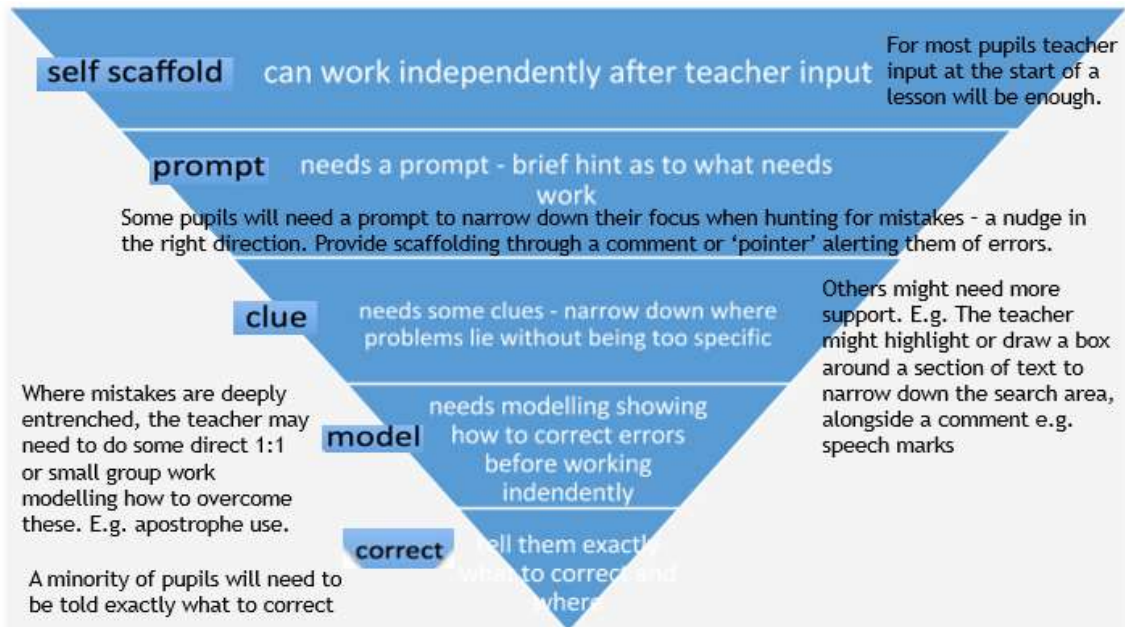 self scaffold
can work independently after teacher input
For most pupils teacher
input at the start of a
lesson will be enough.
prompt
needs a prompt - brief hint as to what needs
work
Some pupils will need a prompt to narrow down their focus when hunting for mistakes - a nudge in
the right direction. Provide scaffolding through a comment or ‘pointer’ alerting them of errors.
clue
needs some clues - narrow down where
problems lie without being too specific
Others might need more
support. E.g. The teacher
might highlight or draw a box
around a section of text to
narrow down the search area,
alongside a comment e.g.
speech marks
Where mistakes are deeply
entrenched, the teacher may
need to do some direct 1:1
or small group work
modelling how to overcome
these. E.g. apostrophe use.
model
needs modelling showing
how to correct errors
before working
indendently
correct
tell them exactly
what to correct and
where
A minority of pupils will need to
be told exactly what to correct